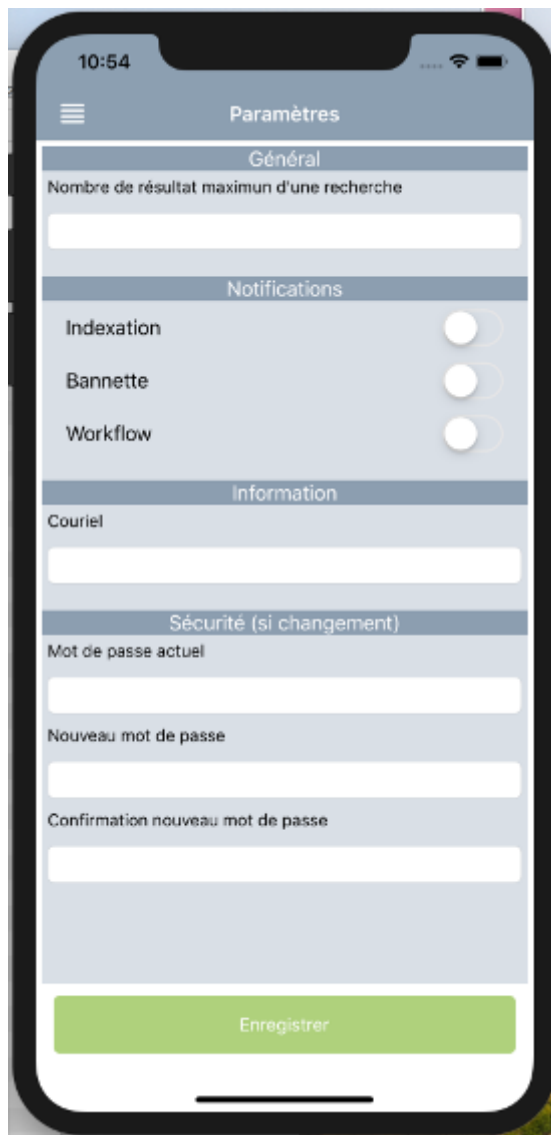 10:54
Paramètres
Général
Nombre de résultat maximun d'une recherche
Notifications
Indexation
Bannette
Workflow
Information
Couriel
Sécurité (si changement)
Mot de passe actuel
Nouveau mot de passe
Confirmation nouveau mot de passe
Enregistrer